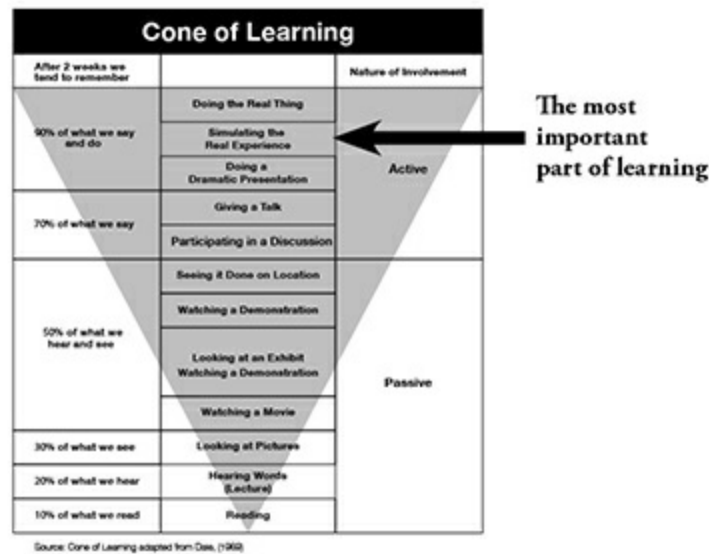 Cone of Learning
After 2 weeks we
tend to remember
Nature of Involvement
90% of what we say
and do
Doing the Real Thing
Simulating the
Real Experience
Doing a
Dramatic Presentation
Active
The most
important
part of learning
70% of what we say
Giving a Talk
Participating in a Discussion
50% of what we
hear and see
Seeing it Done on Location
Watching a Demonstration
Looking at an Exhibit
Watching a Demonstration
Watching a Movie
Passive
30% of what we see
Looking at Pictures
20% of what we hear
Hearing Words
(Lecture)
10% of what we read
Reading
Source: Cone of Learning adapted from Dale, (1969)